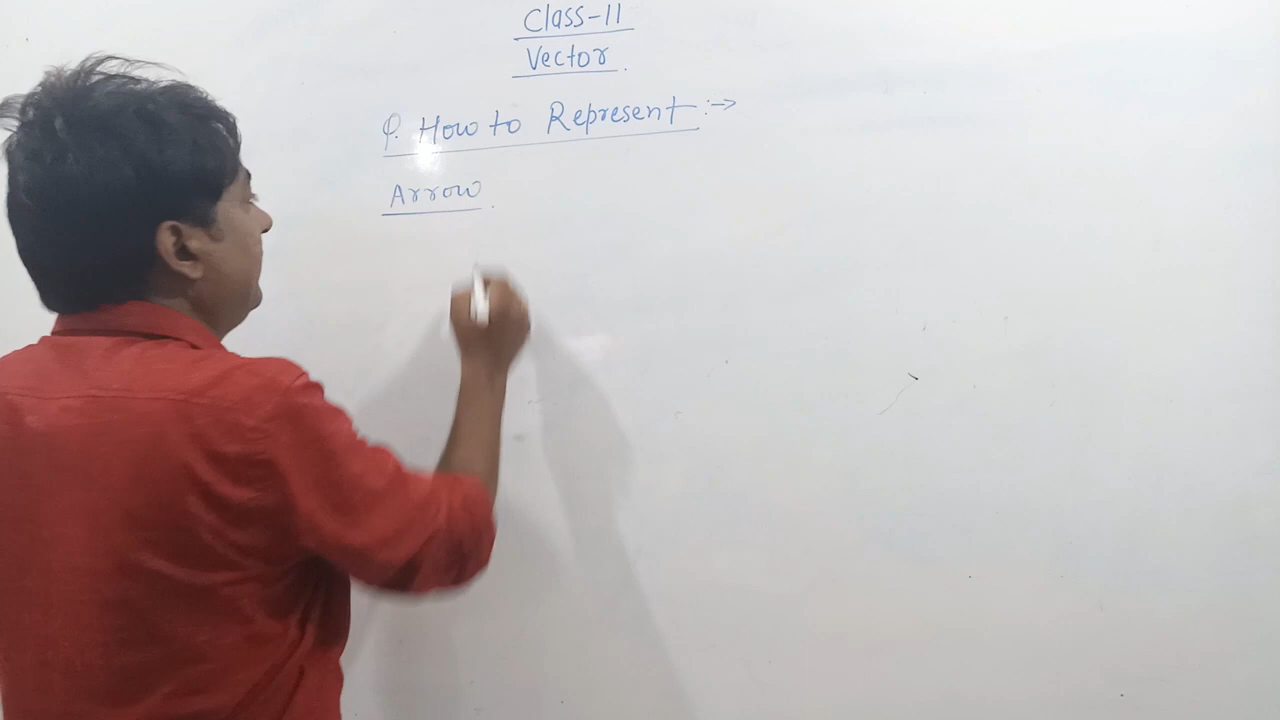 Class-11
Vector.
Q. How to Represent :->
Arrow.